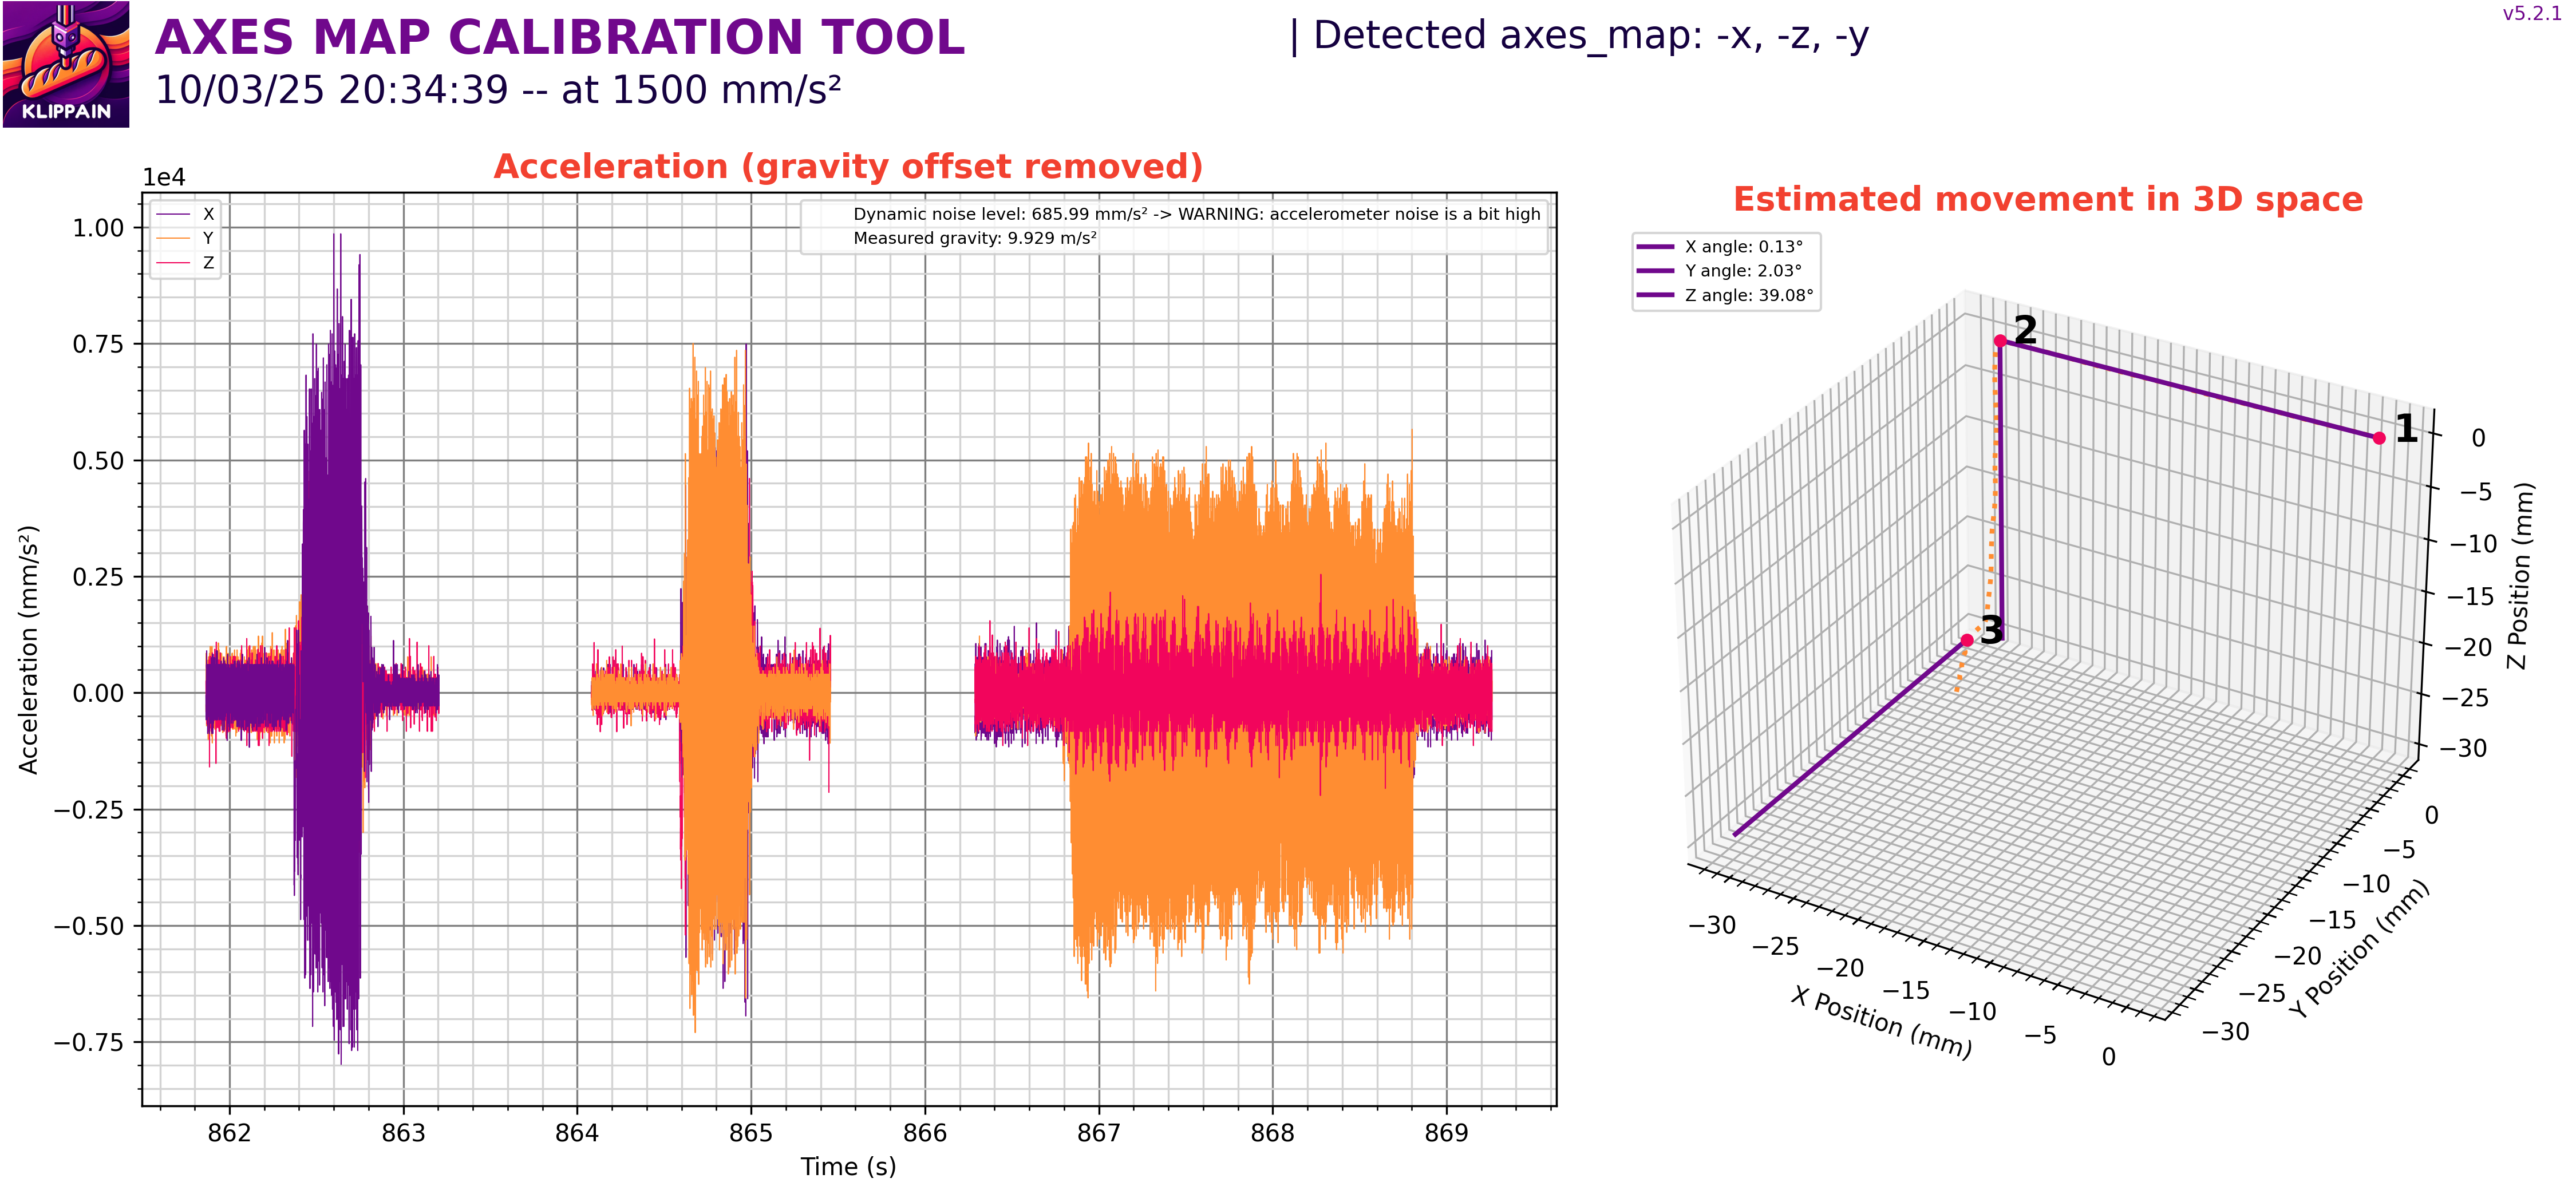 v5.2.1
KLIPPAIN
AXES MAP CALIBRATION TOOL
| Detected axes_map: -x, -z, -y
10/03/25 20:34:39 -- at 1500 mm/s²
Acceleration (gravity offset removed)
1e4
X
Y
Z
Dynamic noise level: 685.99 mm/s² -> WARNING: accelerometer noise is a bit high
Measured gravity: 9.929 m/s²
1.00
0.75
0.50
0.25
0.00
−0.25
−0.50
−0.75
Acceleration (mm/s²)
862
863
864
865
866
867
868
869
Time (s)
Estimated movement in 3D space
X angle: 0.13°
Y angle: 2.03°
Z angle: 39.08°
2
1
3
0
−5
−10
−15
−20
−25
−30
Z Position (mm)
0
−5
−10
−15
−20
−25
−30
Y Position (mm)
−30
−25
−20
−15
−10
−5
0
X Position (mm)